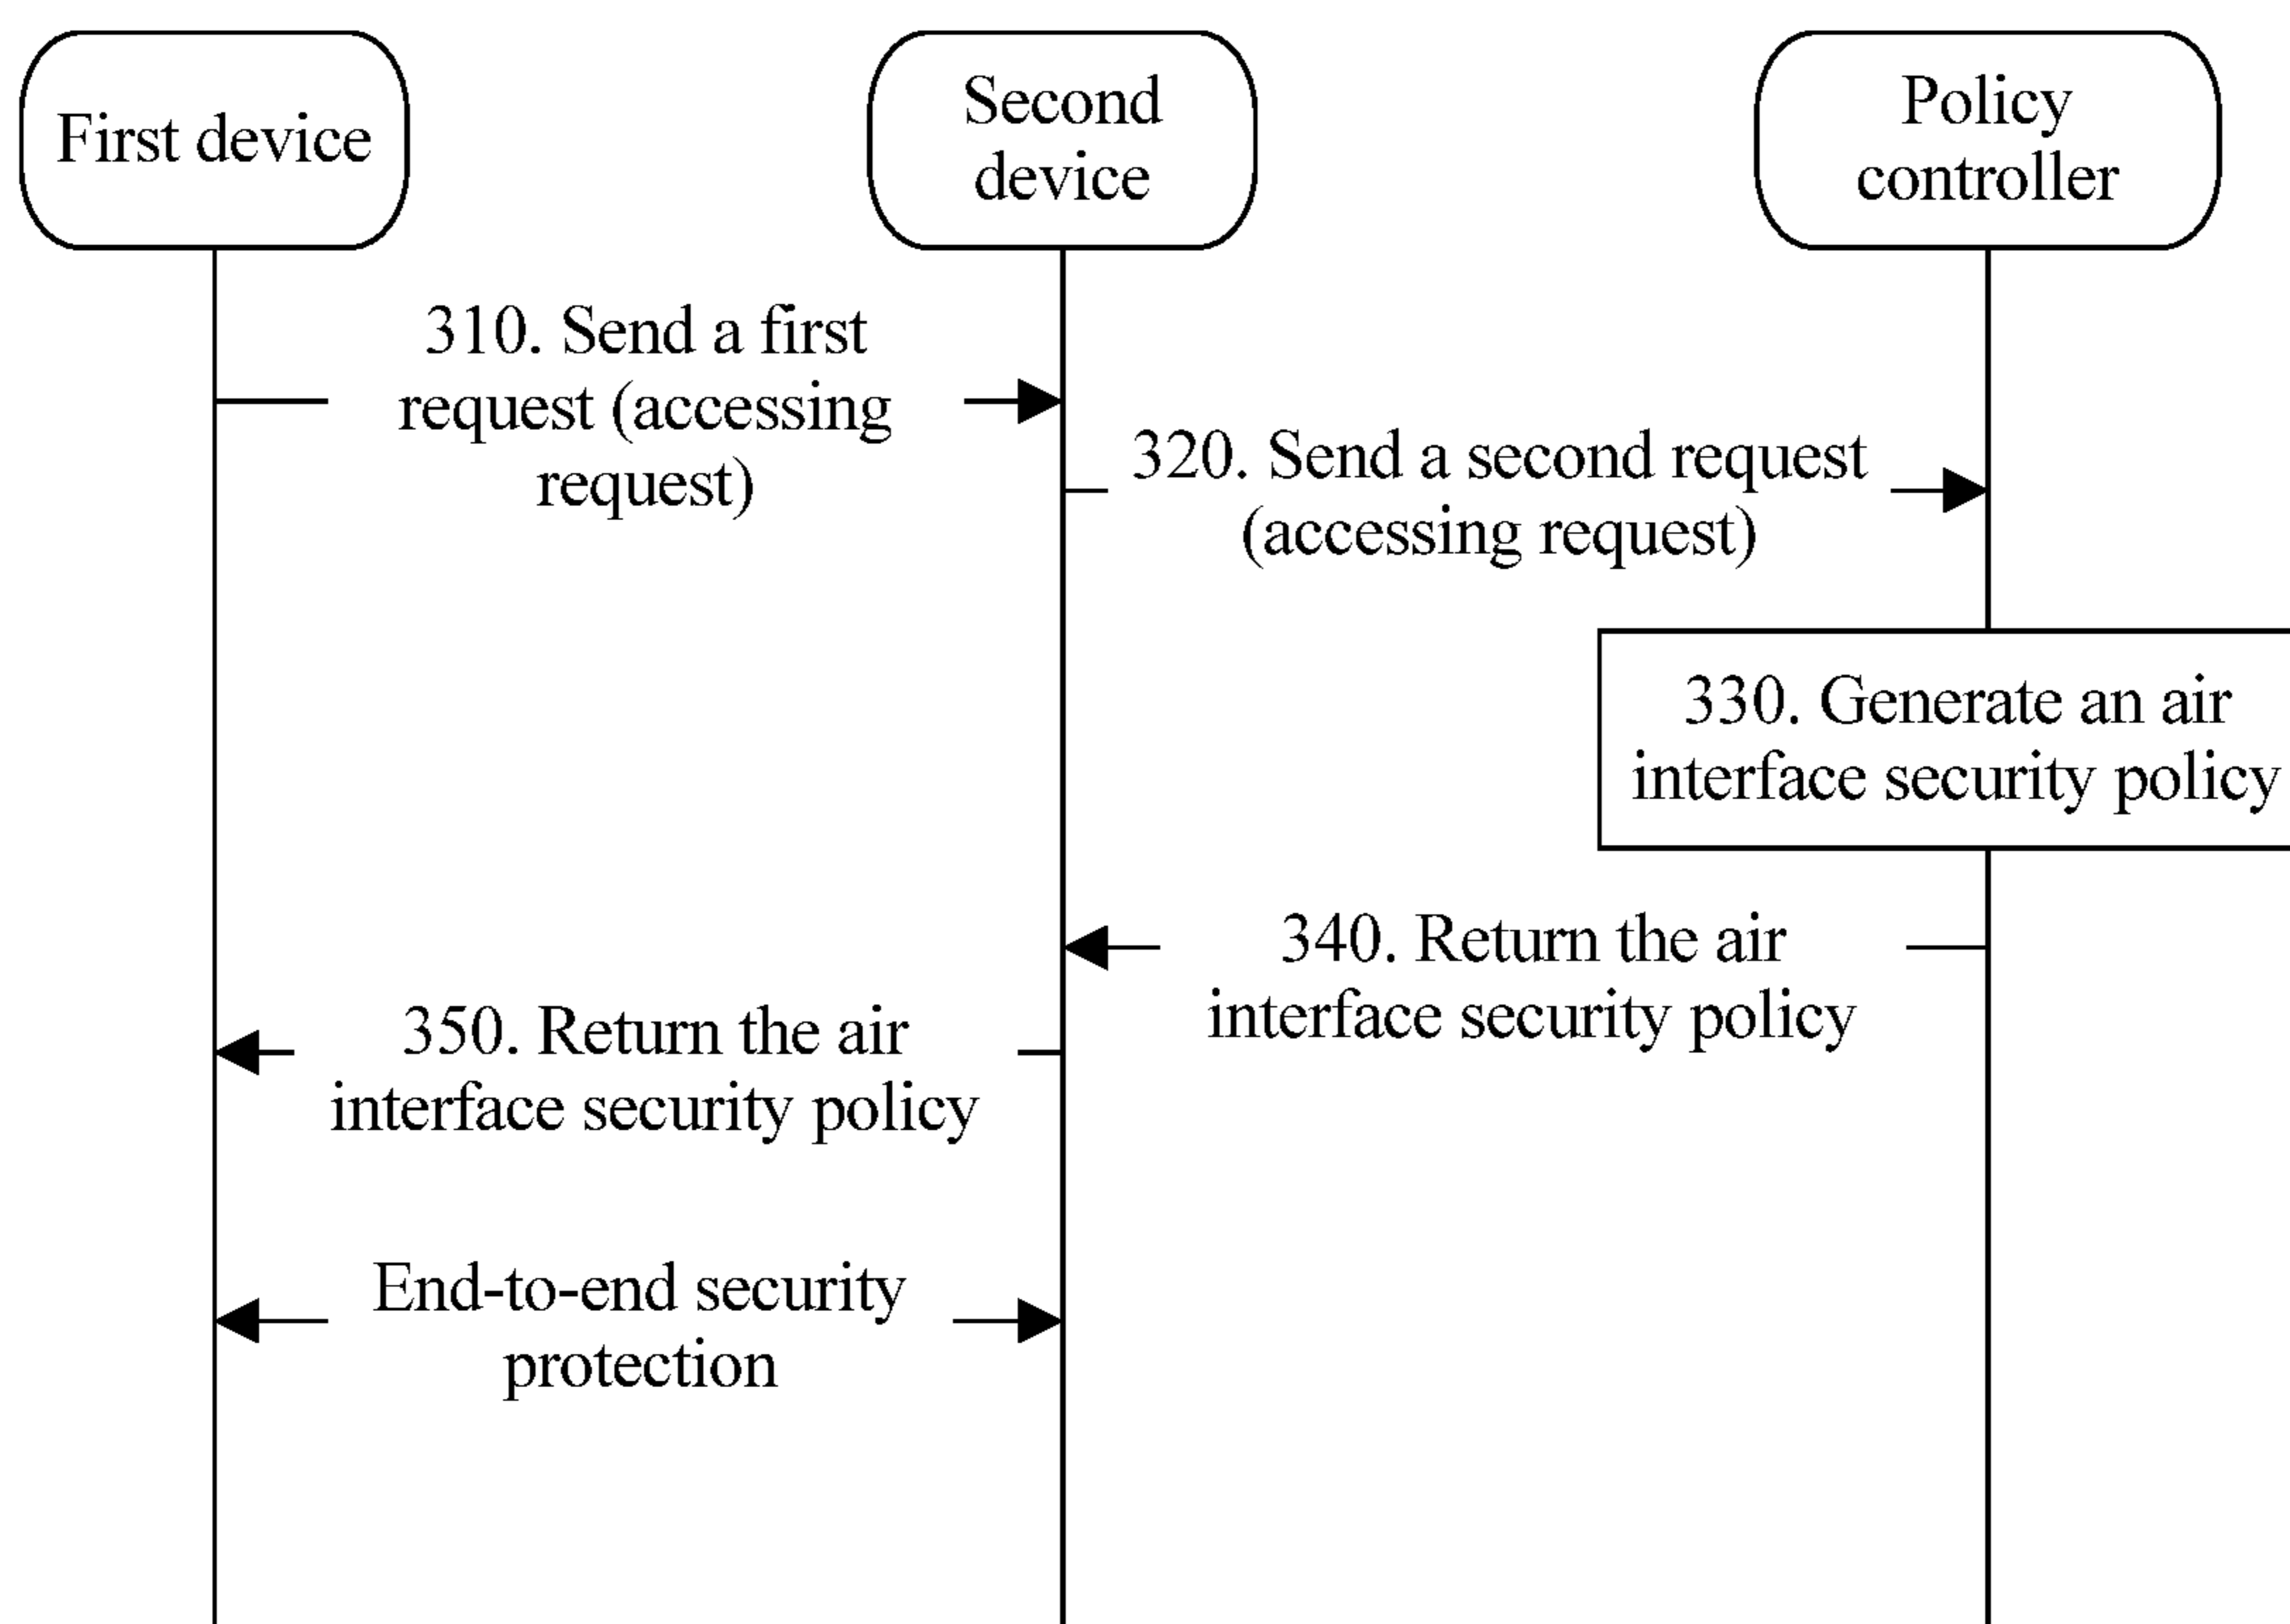 First device
Second
device
Policy
controller
310. Send a first
request (accessing
request)
320. Send a second request
(accessing request)
330. Generate an air
interface security policy
340. Return the air
interface security policy
350. Return the air
interface security policy
End-to-end security
protection